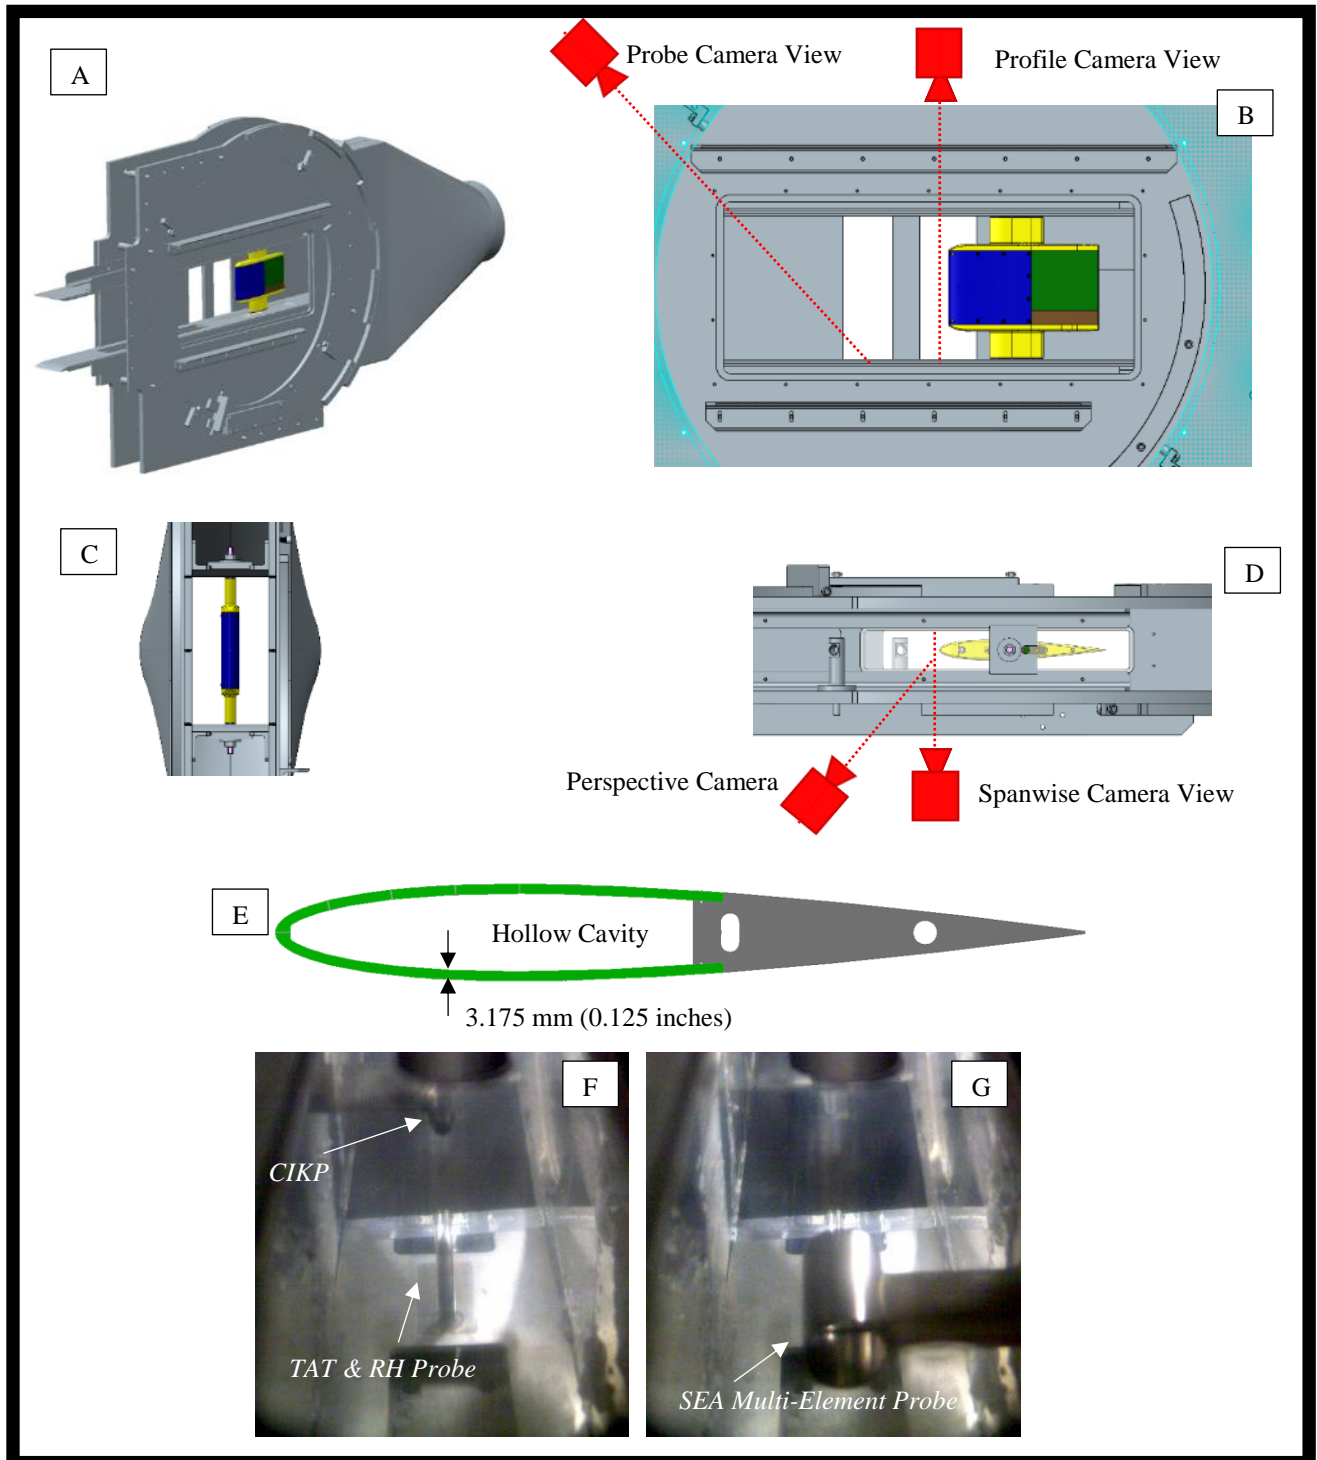 A
Probe Camera View
Profile Camera View
B
C
D
Perspective Camera
Spanwise Camera View
E
Hollow Cavity
3.175 mm (0.125 inches)
F
CIKP
TAT & RH Probe
G
SEA Multi-Element Probe